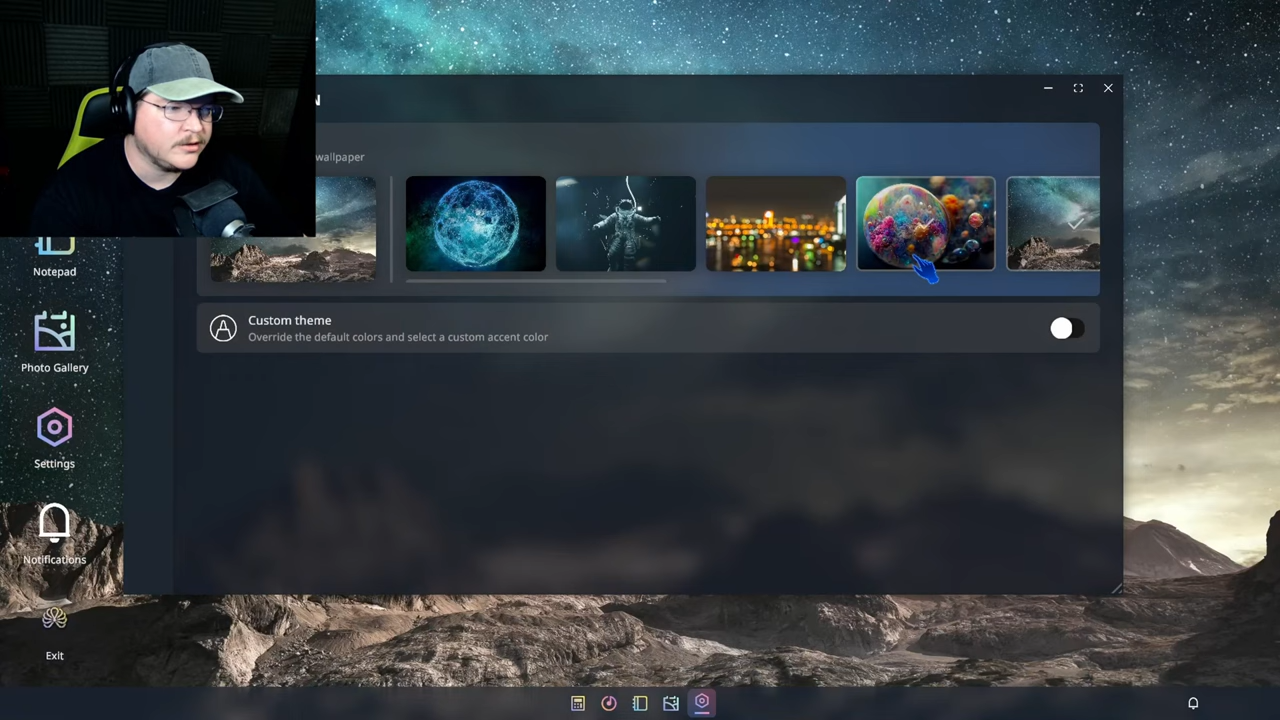 N
wallpaper
Custom theme
Override the default colors and select a custom accent color
Notepad
Photo Gallery
Settings
Notifications
Exit